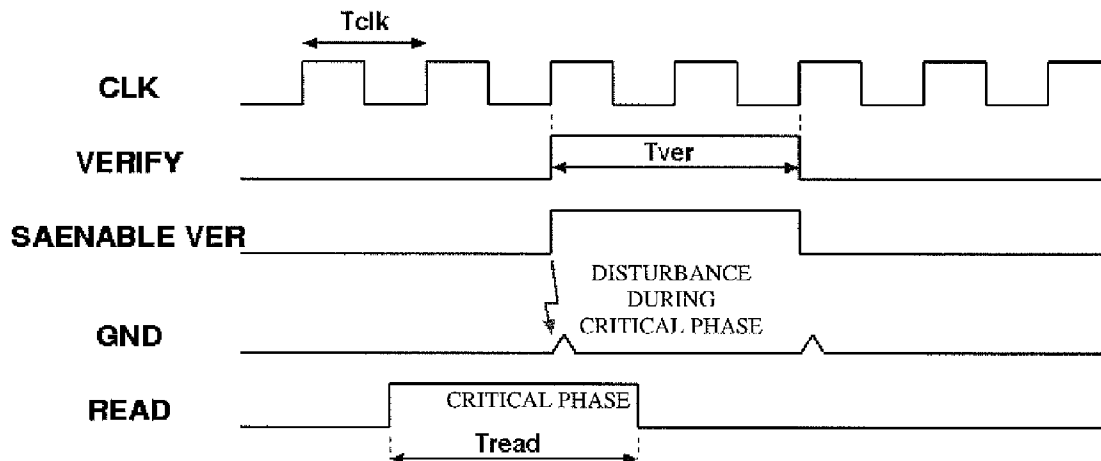 Tclk
CLK
VERIFY
Tver
SAENABLE VER
DISTURBANCE
DURING
CRITICAL PHASE
GND
READ
CRITICAL PHASE
Tread